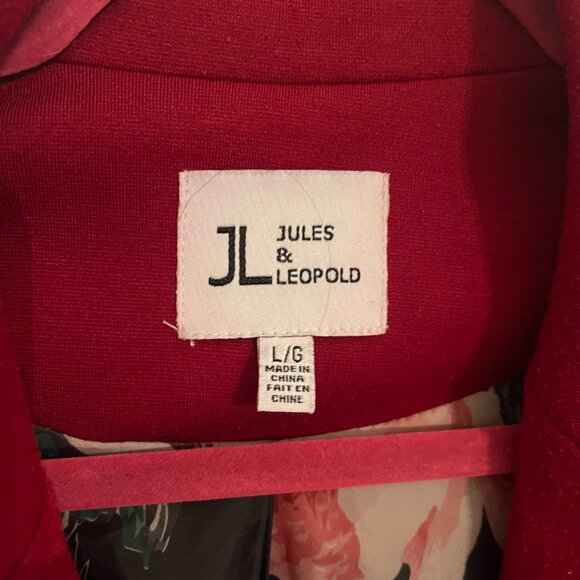 JL
JULES
&
LEOPOLD
L/G
MADE IN
CHINA
FAIT EN
CHINE